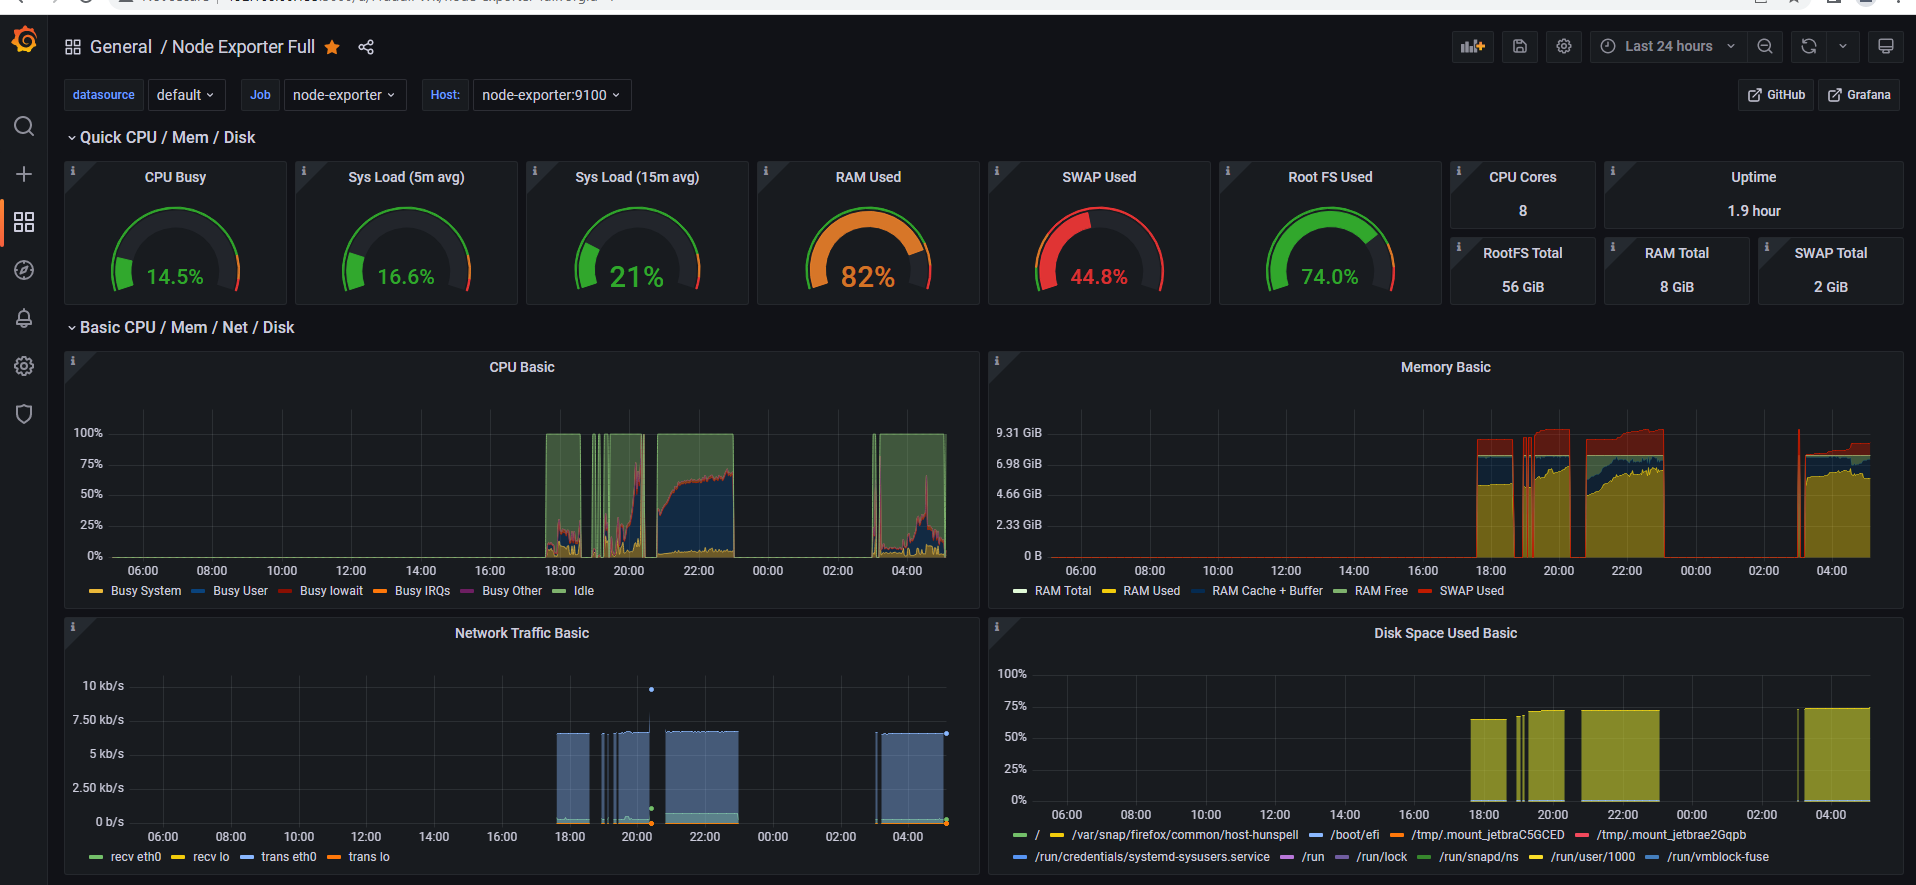 General / Node Exporter Full
Last 24 hours
datasource default Job node-exporter Host: node-exporter:9100
GitHub Grafana
Quick CPU / Mem / Disk
CPU Busy
14.5%
Sys Load (5m avg)
16.6%
Sys Load (15m avg)
21%
RAM Used
82%
SWAP Used
44.8%
Root FS Used
74.0%
CPU Cores
8
Uptime
1.9 hour
RootFS Total
56 GiB
RAM Total
8 GiB
SWAP Total
2 GiB
Basic CPU / Mem / Net / Disk
CPU Basic
100%
75%
50%
25%
0%
06:00 08:00 10:00 12:00 14:00 16:00 18:00 20:00 22:00 00:00 02:00 04:00
Busy System Busy User Busy Iowait Busy IRQs Busy Other Idle
Memory Basic
9.31 GiB
6.98 GiB
4.66 GiB
2.33 GiB
0 B
06:00 08:00 10:00 12:00 14:00 16:00 18:00 20:00 22:00 00:00 02:00 04:00
RAM Total RAM Used RAM Cache + Buffer RAM Free SWAP Used
Network Traffic Basic
10 kb/s
7.50 kb/s
5 kb/s
2.50 kb/s
0 b/s
06:00 08:00 10:00 12:00 14:00 16:00 18:00 20:00 22:00 00:00 02:00 04:00
recv eth0 recv lo trans eth0 trans lo
Disk Space Used Basic
100%
75%
50%
25%
0%
06:00 08:00 10:00 12:00 14:00 16:00 18:00 20:00 22:00 00:00 02:00 04:00
/ /var/snap/firefox/common/host-hunspell /boot/efi /tmp/.mount_jetbraC5GCED /tmp/.mount_jetbrae2Gqpb
/run/credentials/systemd-sysusers.service /run /run/lock /run/snapd/ns /run/user/1000 /run/vmblock-fuse